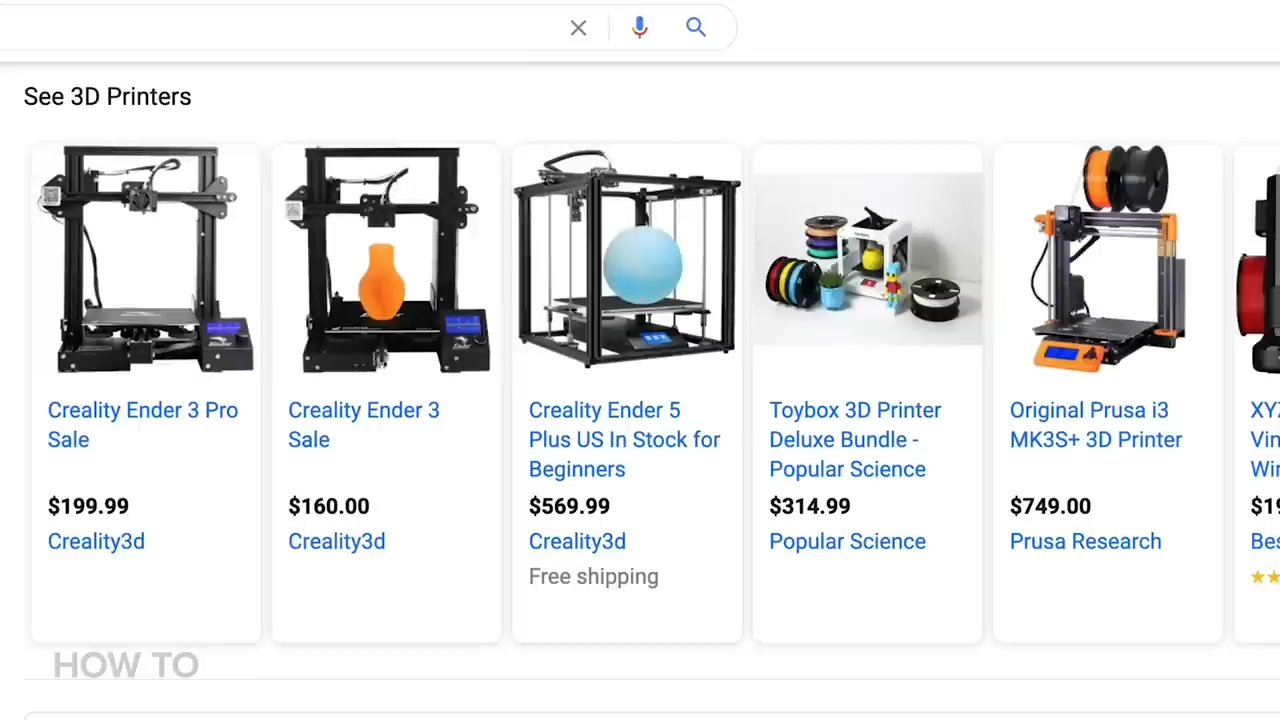 See 3D Printers
Creality Ender 3 Pro
Sale
$199.99
Creality3d
Creality Ender 3
Sale
$160.00
Creality3d
Creality Ender 5
Plus US In Stock for
Beginners
$569.99
Creality3d
Free shipping
Toybox 3D Printer
Deluxe Bundle -
Popular Science
$314.99
Popular Science
Original Prusa i3
MK3S+ 3D Printer
$749.00
Prusa Research
HOW TO